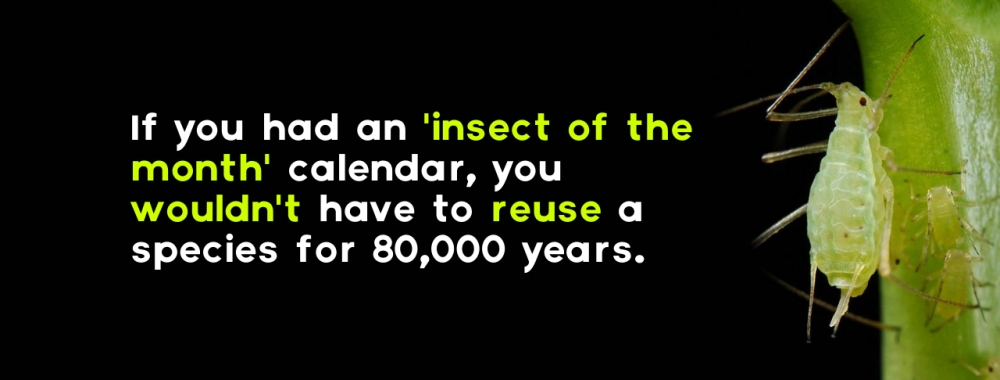 If you had an 'insect of the
month' calendar, you
wouldn't have to reuse a
species for 80,000 years.